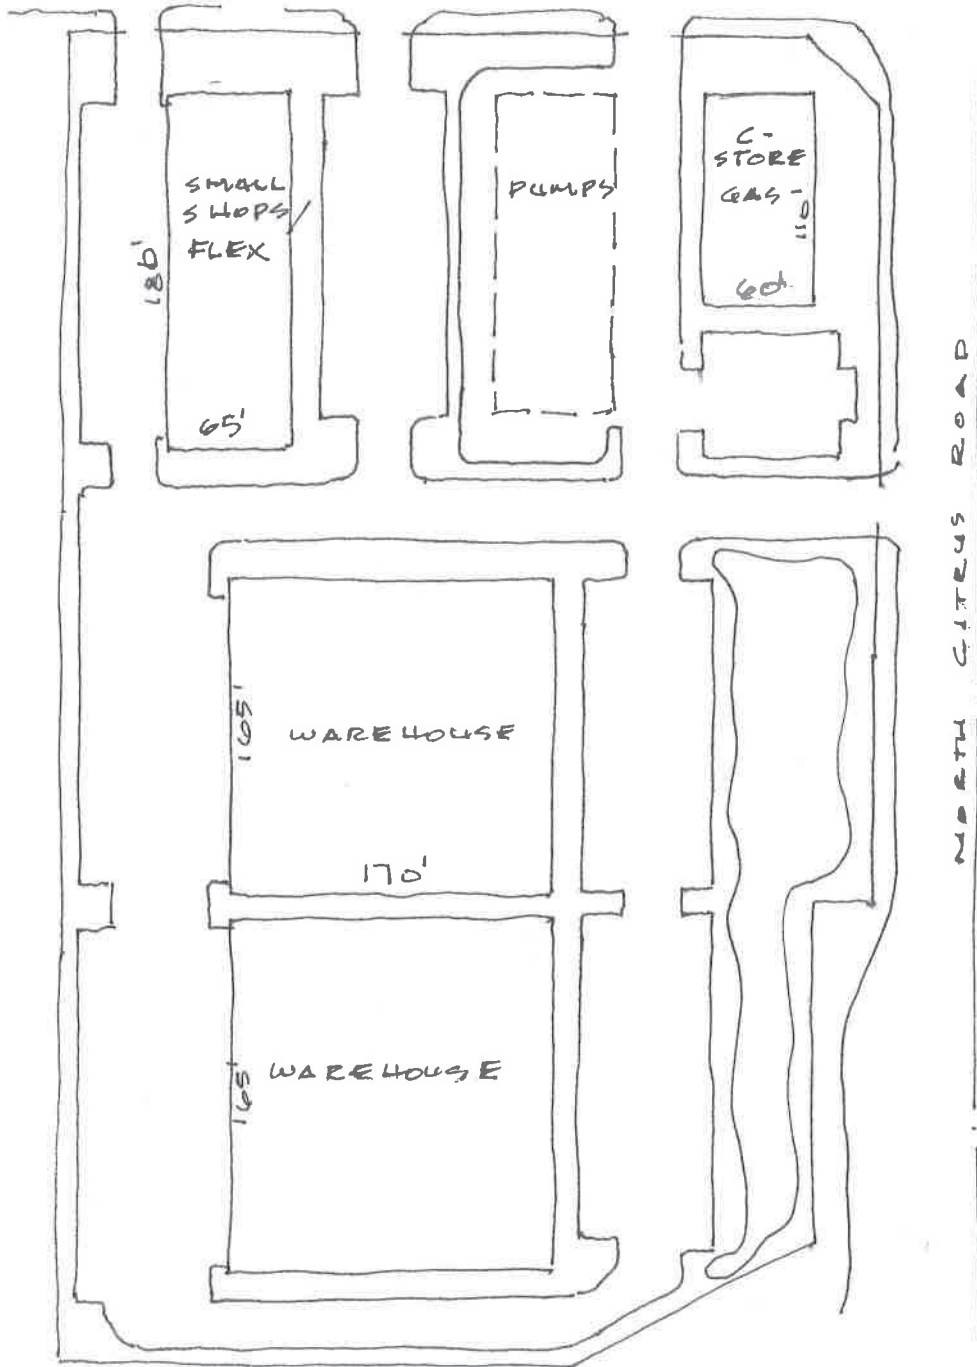 SMALL
SHOPS
FLEX
180'
65'
PUMPS
C-
STORE
GAS-
110
60'
NORTH CITRUS ROAD
165'
WAREHOUSE
170'
165'
WAREHOUSE